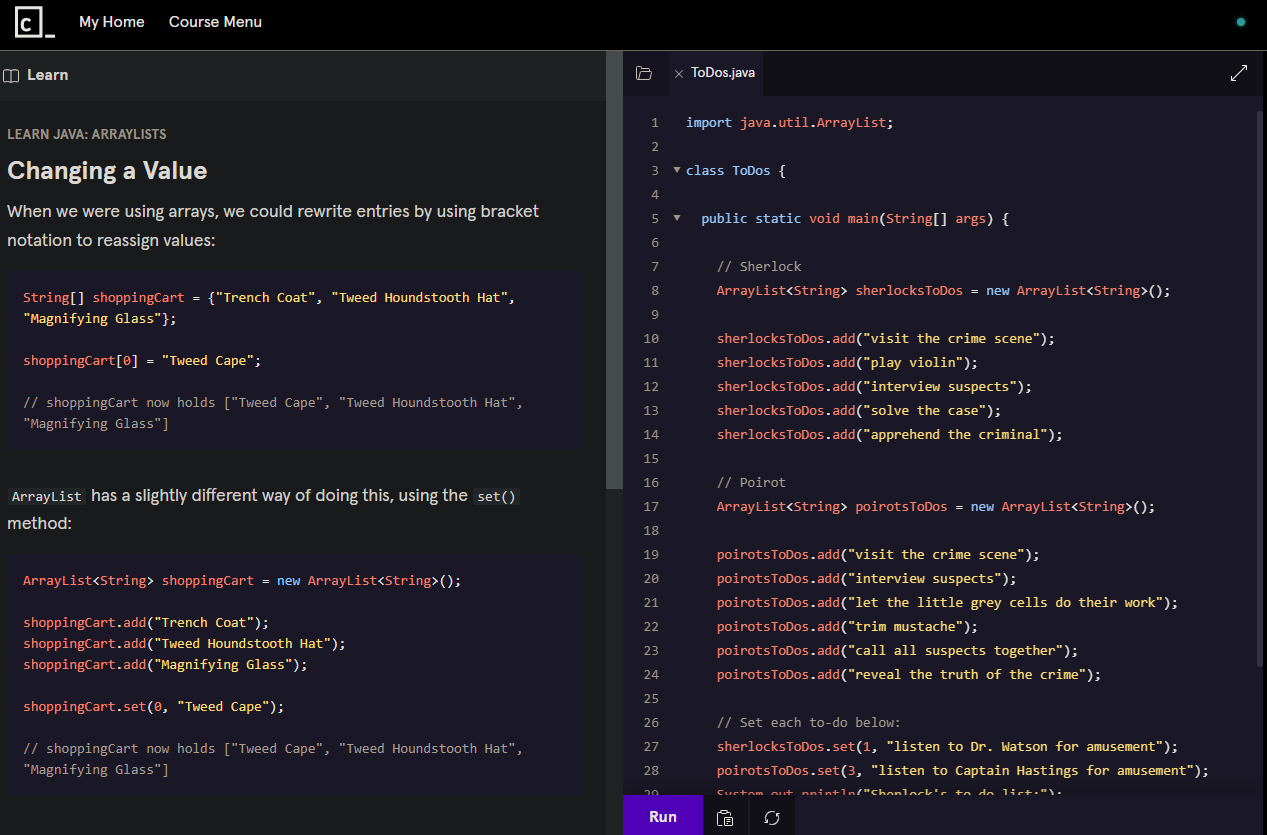 C_
My Home Course Menu
Learn
LEARN JAVA: ARRAYLISTS
Changing a Value
When we were using arrays, we could rewrite entries by using bracket
notation to reassign values:
String[] shoppingCart = {"Trench Coat", "Tweed Houndstooth Hat",
"Magnifying Glass"};
shoppingCart[0] = "Tweed Cape";
// shoppingCart now holds ["Tweed Cape", "Tweed Houndstooth Hat",
"Magnifying Glass"]
ArrayList has a slightly different way of doing this, using the set()
method:
ArrayList<String> shoppingCart = new ArrayList<String>();
shoppingCart.add("Trench Coat");
shoppingCart.add("Tweed Houndstooth Hat");
shoppingCart.add("Magnifying Glass");
shoppingCart.set(0, "Tweed Cape");
// shoppingCart now holds ["Tweed Cape", "Tweed Houndstooth Hat",
"Magnifying Glass"]
ToDos.java
1 import java.util.ArrayList;
2
3 class ToDos {
4
5 public static void main(String[] args) {
6
7 // Sherlock
8 ArrayList<String> sherlocksToDos = new ArrayList<String>();
9
10 sherlocksToDos.add("visit the crime scene");
11 sherlocksToDos.add("play violin");
12 sherlocksToDos.add("interview suspects");
13 sherlocksToDos.add("solve the case");
14 sherlocksToDos.add("apprehend the criminal");
15
16 // Poirot
17 ArrayList<String> poirotsToDos = new ArrayList<String>();
18
19 poirotsToDos.add("visit the crime scene");
20 poirotsToDos.add("interview suspects");
21 poirotsToDos.add("let the little grey cells do their work");
22 poirotsToDos.add("trim mustache");
23 poirotsToDos.add("call all suspects together");
24 poirotsToDos.add("reveal the truth of the crime");
25
26 // Set each to-do below:
27 sherlocksToDos.set(1, "listen to Dr. Watson for amusement");
28 poirotsToDos.set(3, "listen to Captain Hastings for amusement");
29 System.out.println("Sherlock's to-do list:");
Run